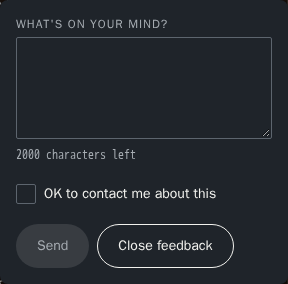 WHAT'S ON YOUR MIND?
2000 characters left
OK to contact me about this
Send
Close feedback